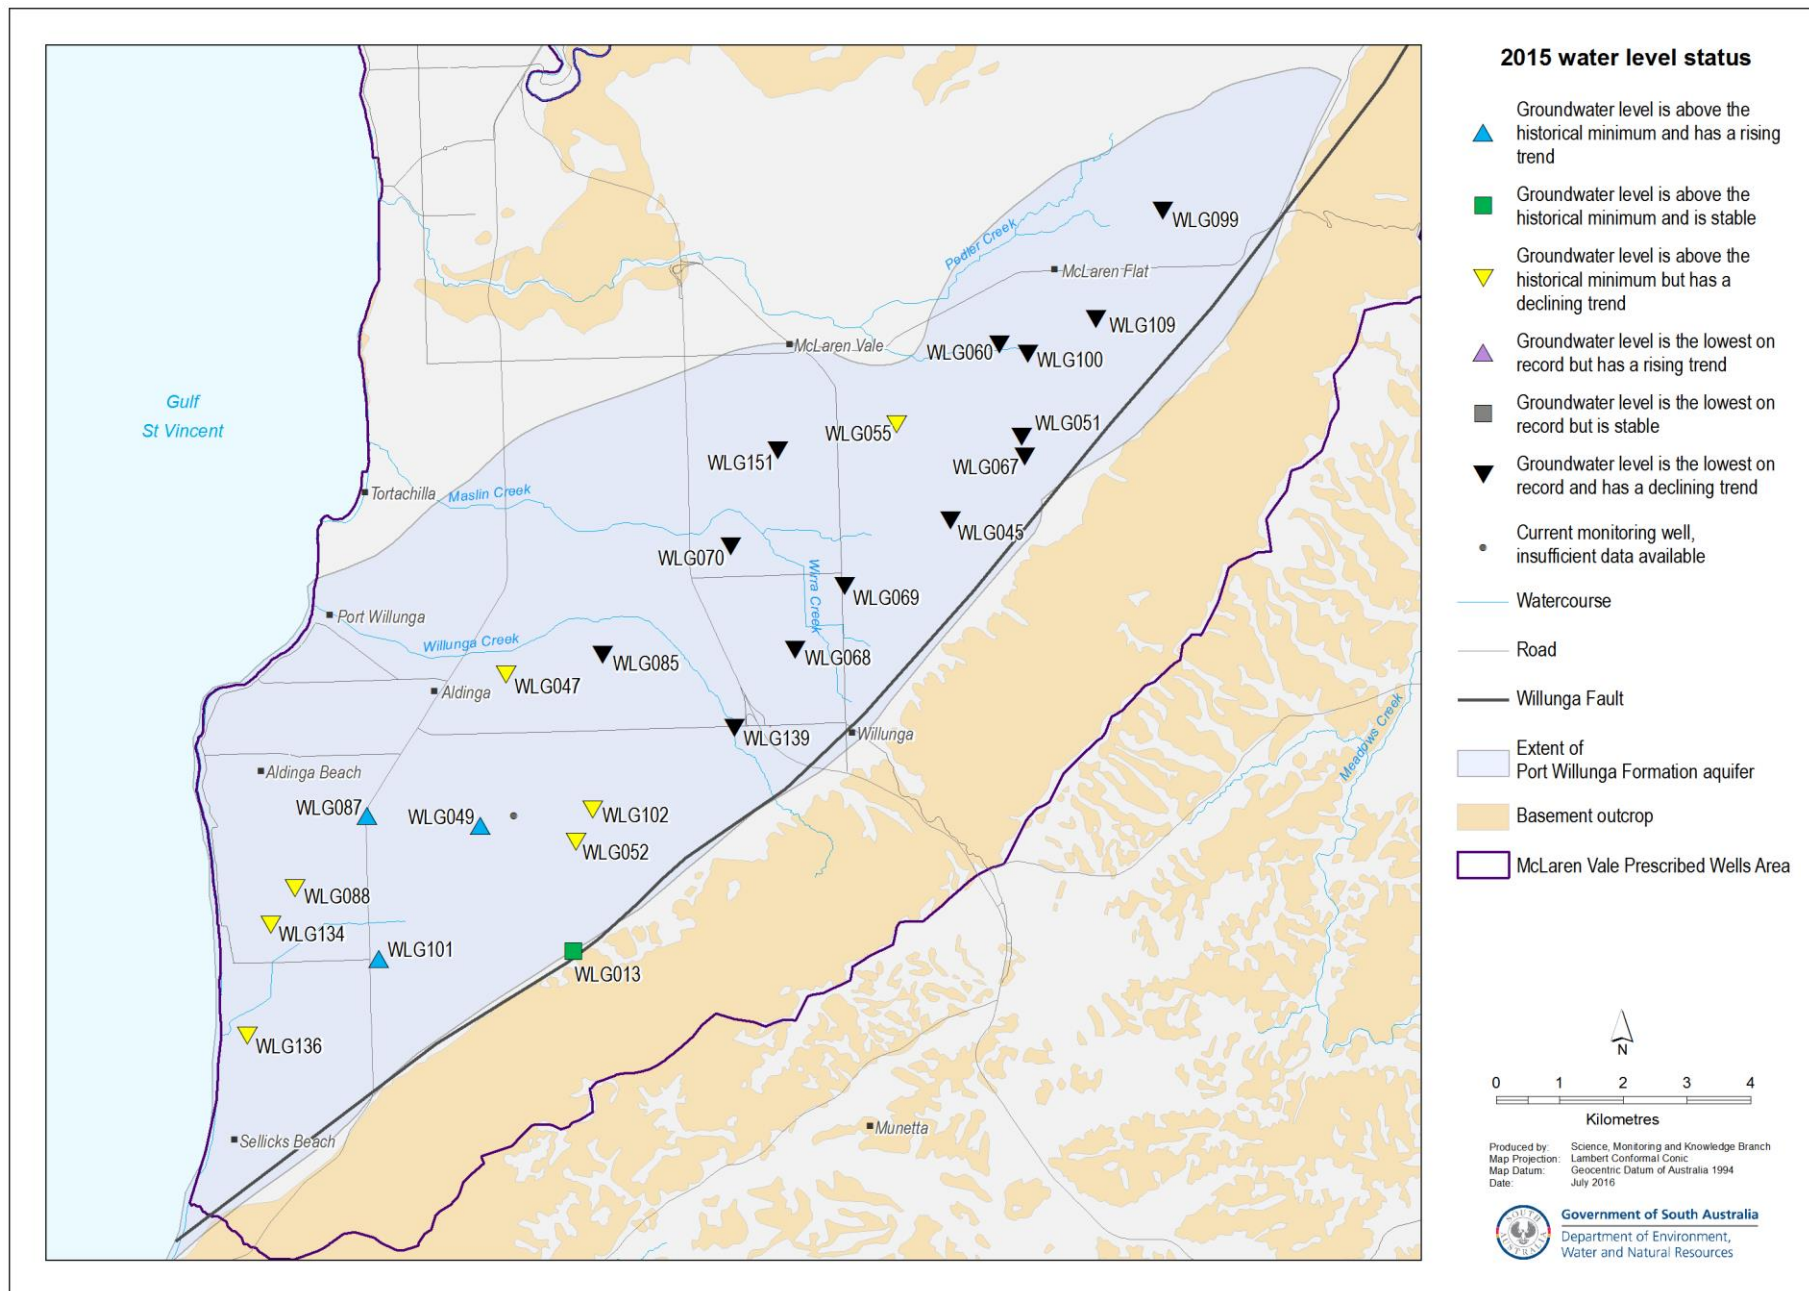 WLG099
Pedler Creek
McLaren Flat
WLG109
WLG060
WLG100
McLaren Vale
Gulf
St Vincent
WLG055
WLG051
WLG151
WLG067
Tortachilla
Maslin Creek
WLG045
WLG070
Wirra Creek
WLG069
Port Willunga
Willunga Creek
WLG068
WLG085
WLG047
Aldinga
WLG139
Willunga
Meadows Creek
Aldinga Beach
WLG087
WLG049
WLG102
WLG052
WLG088
WLG134
WLG101
WLG013
WLG136
Sellicks Beach
Munetta
2015 water level status
Groundwater level is above the
historical minimum and has a rising
trend
Groundwater level is above the
historical minimum and is stable
Groundwater level is above the
historical minimum but has a
declining trend
Groundwater level is the lowest on
record but has a rising trend
Groundwater level is the lowest on
record but is stable
Groundwater level is the lowest on
record and has a declining trend
Current monitoring well,
insufficient data available
Watercourse
Road
Willunga Fault
Extent of
Port Willunga Formation aquifer
Basement outcrop
McLaren Vale Prescribed Wells Area
N
0 1 2 3 4
Kilometres
Produced by: Science, Monitoring and Knowledge Branch
Map Projection: Lambert Conformal Conic
Map Datum: Geocentric Datum of Australia 1994
Date: July 2016
SOUTH
AUSTRALIA
Government of South Australia
Department of Environment,
Water and Natural Resources